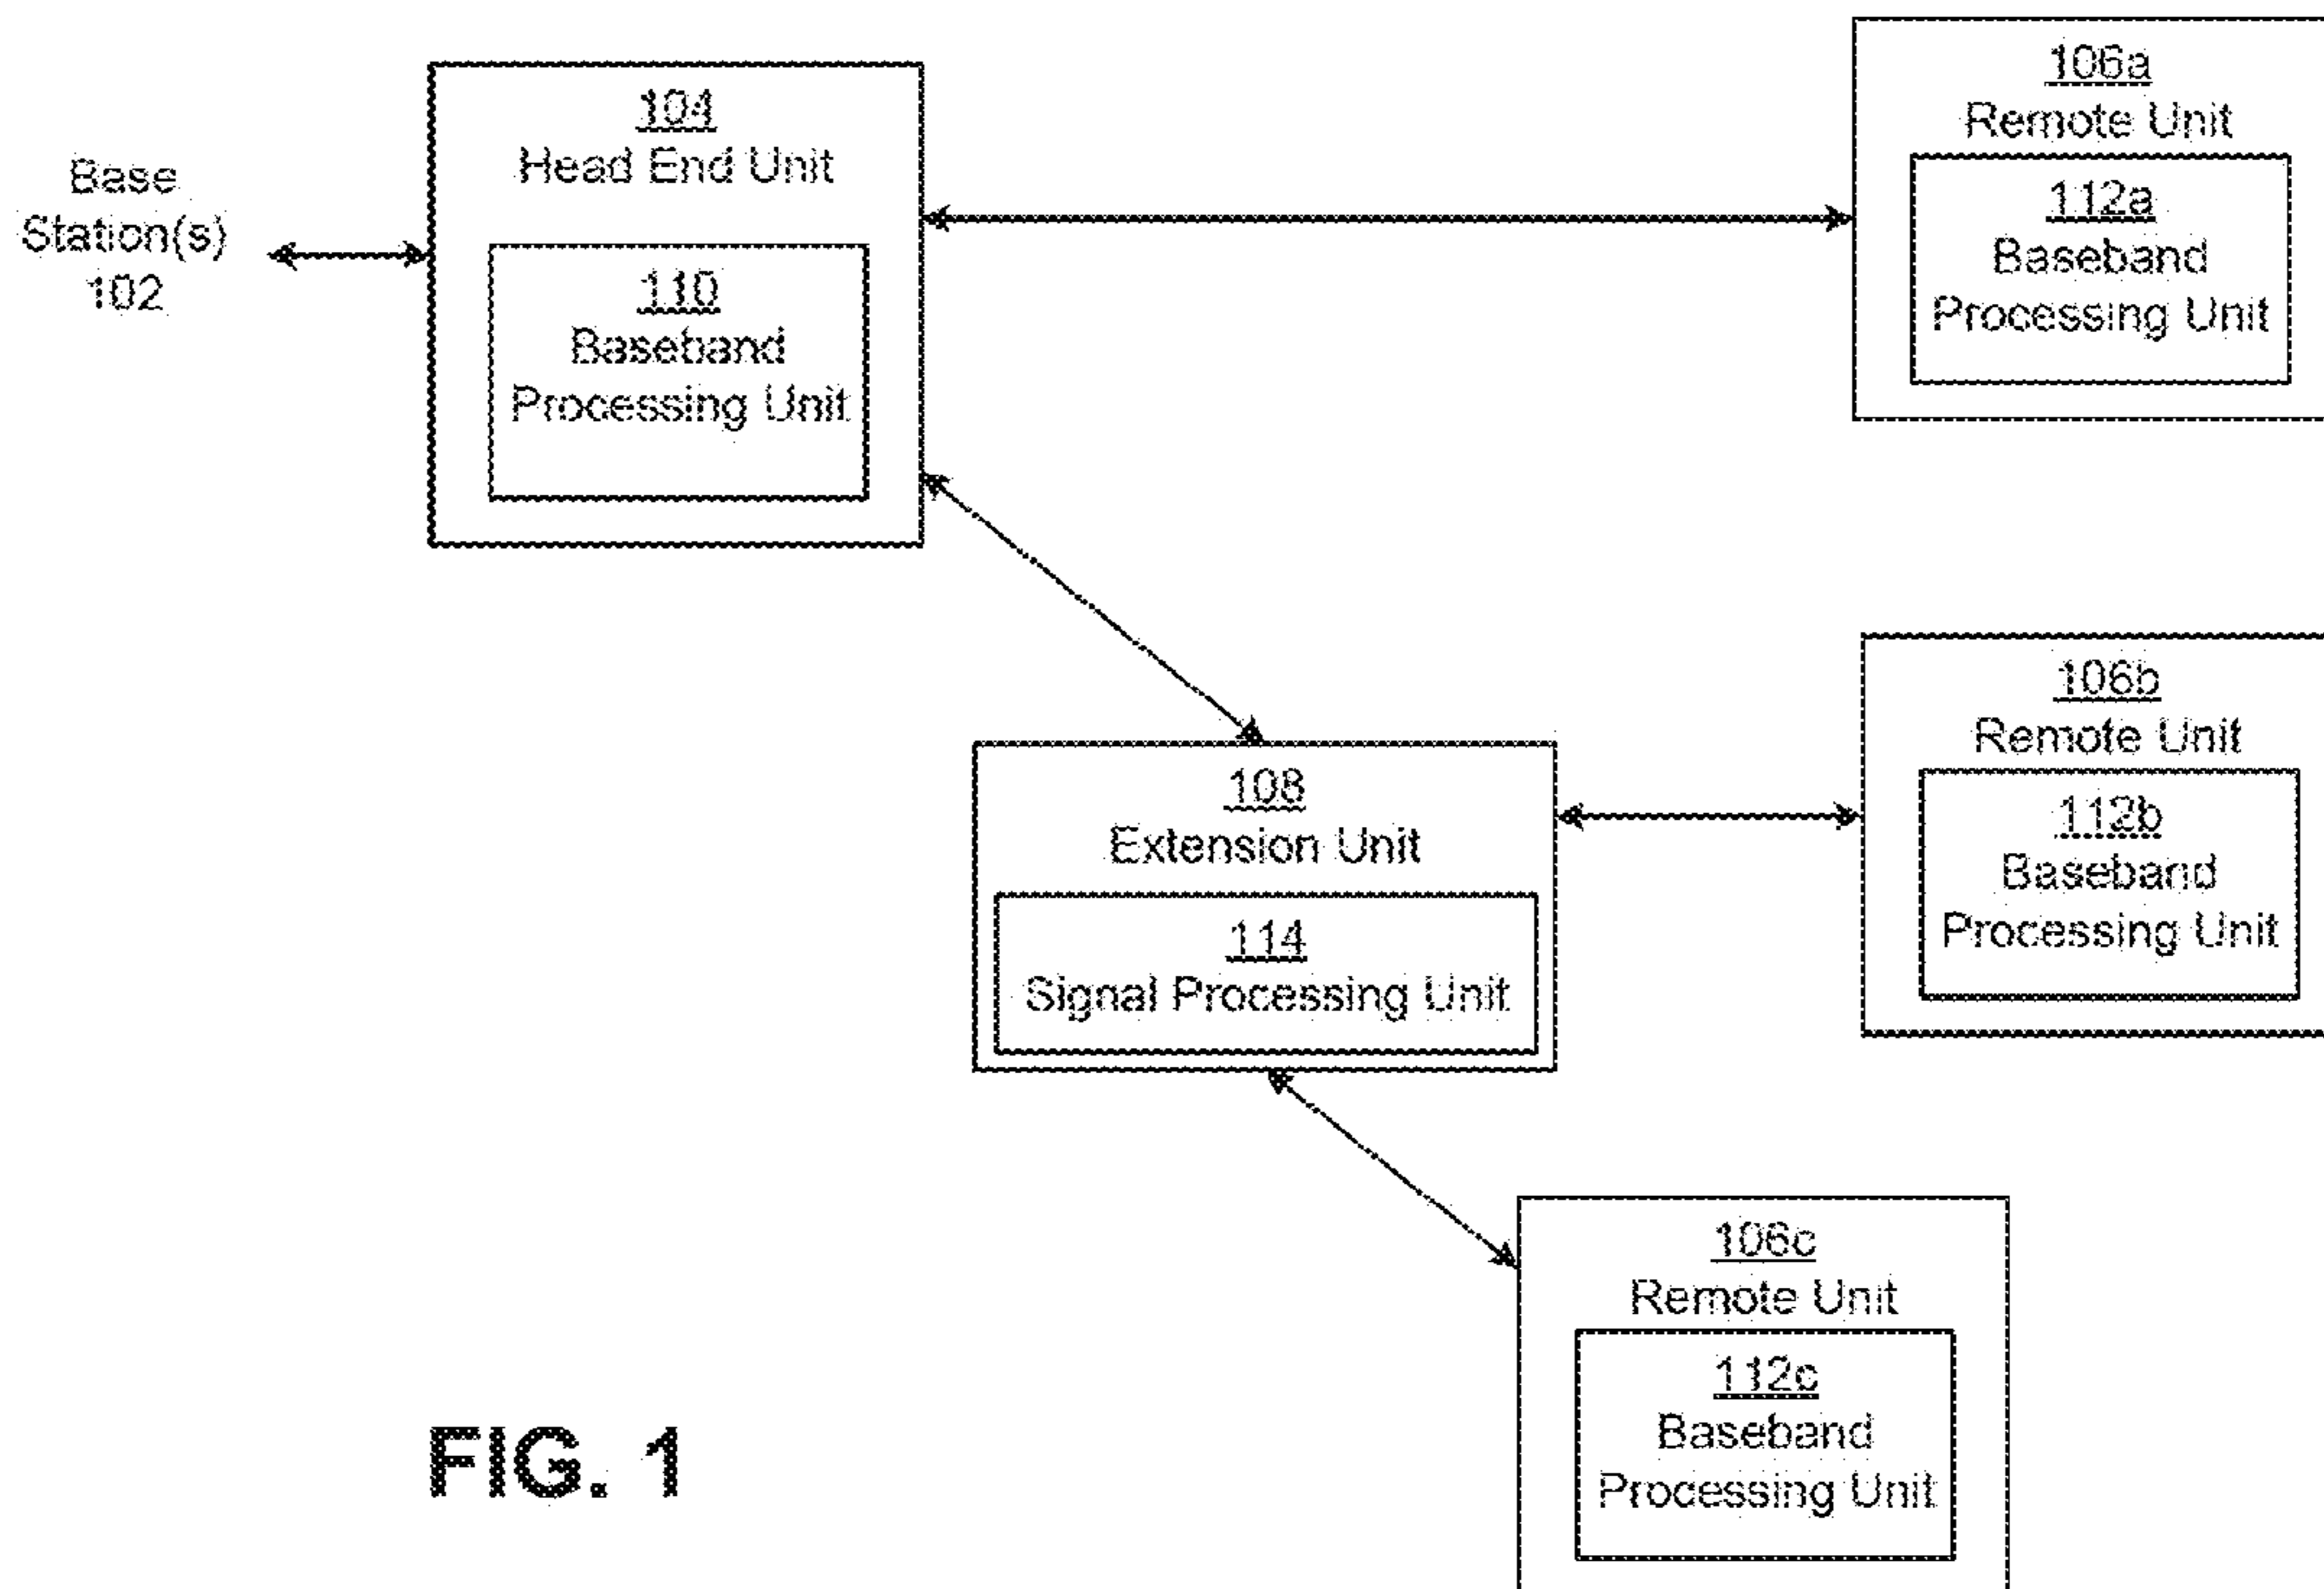 Base
Station(s)
102
104
Head End Unit
110
Baseband
Processing Unit
106a
Remote Unit
112a
Baseband
Processing Unit
108
Extension Unit
114
Signal Processing Unit
106b
Remote Unit
112b
Baseband
Processing Unit
106c
Remote Unit
112c
Baseband
Processing Unit
FIG. 1